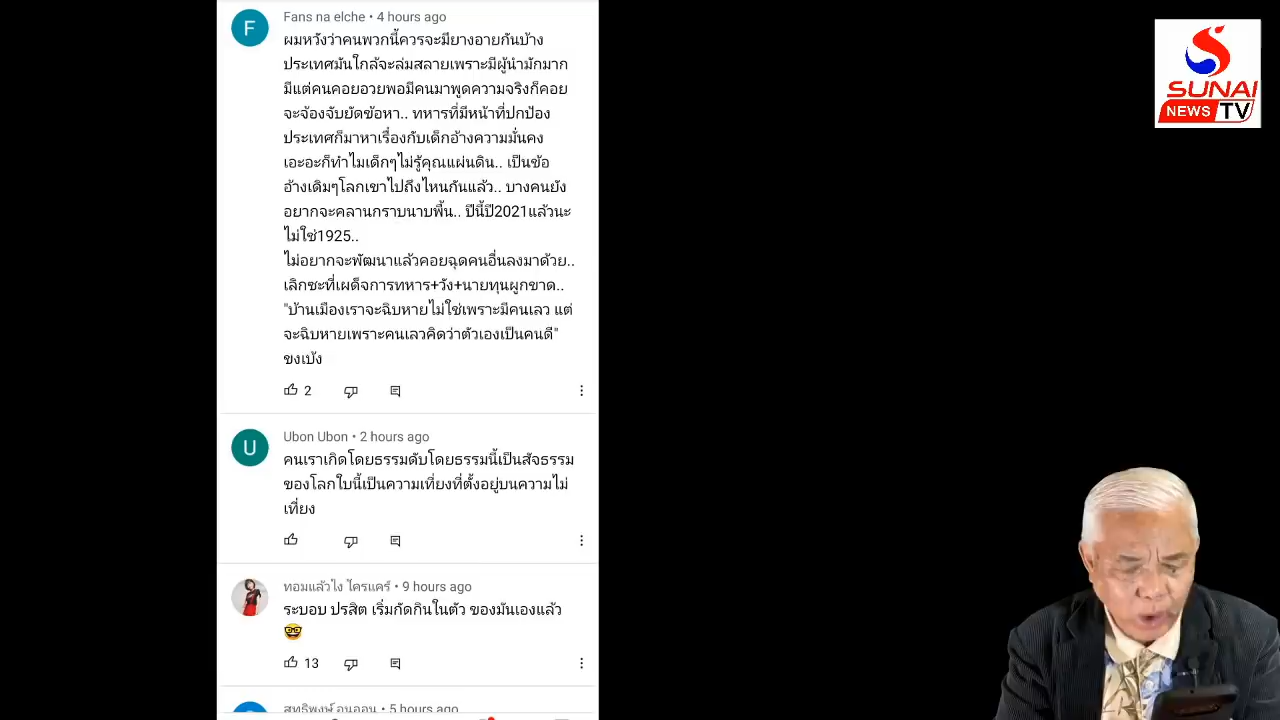 Fans na elche • 4 hours ago
ผมหวังว่าคนพวกนี้ควรจะมียางอายกันบ้าง
ประเทศมันใกล้จะล่มสลายเพราะมีผู้นำมักมาก
มีแต่คนคอยอวยพอมีคนมาพูดความจริงก็คอย
จะจ้องจับยัดข้อหา.. ทหารที่มีหน้าที่ปกป้อง
ประเทศก็มาหาเรื่องกับเด็กอ้างความมั่นคง
เอะอะก็ทำไมเด็กๆไม่รู้คุณแผ่นดิน.. เป็นข้อ
อ้างเดิมๆโลกเขาไปถึงไหนกันแล้ว.. บางคนยัง
อยากจะคลานกราบนาบพื้น.. ปีนี้ปี2021แล้วนะ
ไม่ใช่1925..
ไม่อยากจะพัฒนาแล้วคอยฉุดคนอื่นลงมาด้วย..
เลิกซะที่เผด็จการทหาร+วัง+นายทุนผูกขาด..
"บ้านเมืองเราจะฉิบหายไม่ใช่เพราะมีคนเลว แต่
จะฉิบหายเพราะคนเลวคิดว่าตัวเองเป็นคนดี"
ขงเบ้ง
2
U
Ubon Ubon • 2 hours ago
คนเราเกิดโดยธรรมดับโดยธรรมนี้เป็นสัจธรรม
ของโลกใบนี้เป็นความเที่ยงที่ตั้งอยู่บนความไม่
เที่ยง
ทอมแล้วไง ใครแคร์ • 9 hours ago
ระบอบ ปรสิต เริ่มกัดกินในตัว ของมันเองแล้ว
13
สุทธิพงษ์ อุ่นออน • 5 hours ago
F
SUNAI
NEWS TV